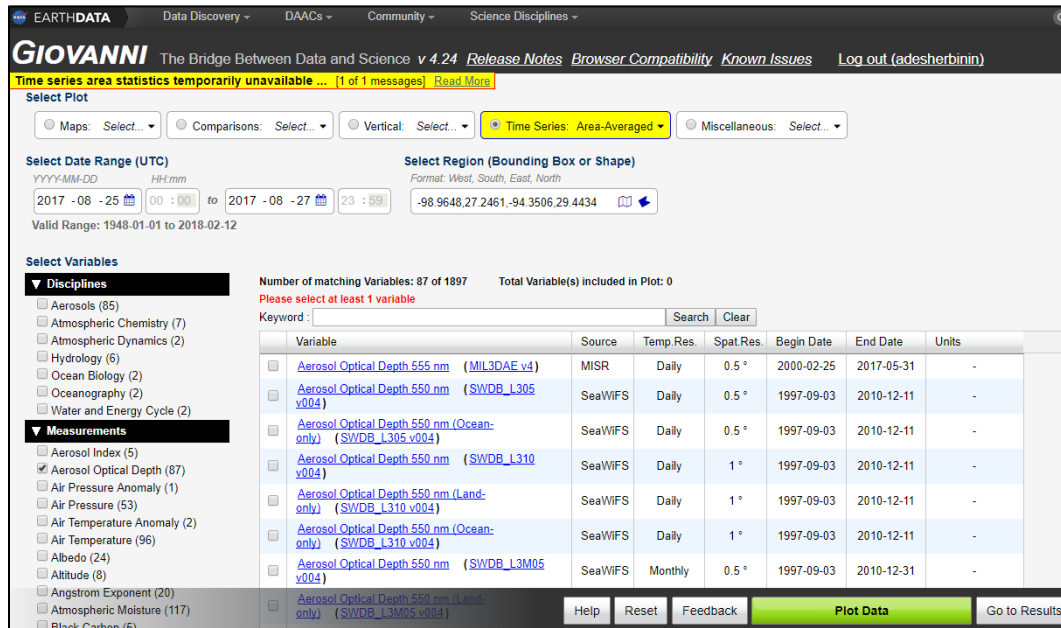 EARTHDATA Data Discovery DAACs Community Science Disciplines
GIOVANNI The Bridge Between Data and Science v 4.24 Release Notes Browser Compatibility Known Issues Log out (adesherbinin)
Time series area statistics temporarily unavailable ... [1 of 1 messages] Read More
Select Plot
Maps: Select... Comparisons: Select... Vertical: Select... Time Series: Area-Averaged Miscellaneous: Select...
Select Date Range (UTC) Select Region (Bounding Box or Shape)
YYYY-MM-DD HH:mm Format: West, South, East, North
2017 - 08 - 25 00 : 00 to 2017 - 08 - 27 23 : 59 -98.9648,27.2461,-94.3506,29.4434
Valid Range: 1948-01-01 to 2018-02-12
Select Variables
Disciplines
Aerosols (85)
Atmospheric Chemistry (7)
Atmospheric Dynamics (2)
Hydrology (6)
Ocean Biology (2)
Oceanography (2)
Water and Energy Cycle (2)
Measurements
Aerosol Index (5)
Aerosol Optical Depth (87)
Air Pressure Anomaly (1)
Air Pressure (53)
Air Temperature Anomaly (2)
Air Temperature (96)
Albedo (24)
Altitude (8)
Angstrom Exponent (20)
Atmospheric Moisture (117)
Black Carbon (5)
Number of matching Variables: 87 of 1897 Total Variable(s) included in Plot: 0
Please select at least 1 variable
Keyword : Search Clear
Variable Source Temp.Res. Spat.Res. Begin Date End Date Units
Aerosol Optical Depth 555 nm (MIL3DAE v4) MISR Daily 0.5 ° 2000-02-25 2017-05-31 -
Aerosol Optical Depth 550 nm (SWDB_L305
v004) SeaWiFS Daily 0.5 ° 1997-09-03 2010-12-11 -
Aerosol Optical Depth 550 nm (Ocean-
only) (SWDB_L305 v004) SeaWiFS Daily 0.5 ° 1997-09-03 2010-12-11 -
Aerosol Optical Depth 550 nm (SWDB_L310
v004) SeaWiFS Daily 1 ° 1997-09-03 2010-12-11 -
Aerosol Optical Depth 550 nm (Land-
only) (SWDB_L310 v004) SeaWiFS Daily 1 ° 1997-09-03 2010-12-11 -
Aerosol Optical Depth 550 nm (Ocean-
only) (SWDB_L310 v004) SeaWiFS Daily 1 ° 1997-09-03 2010-12-11 -
Aerosol Optical Depth 550 nm (SWDB_L3M05
v004) SeaWiFS Monthly 0.5 ° 1997-09-03 2010-12-31 -
Aerosol Optical Depth 550 nm (Land-
only) (SWDB_L3M05 v004)
Help Reset Feedback Plot Data Go to Results